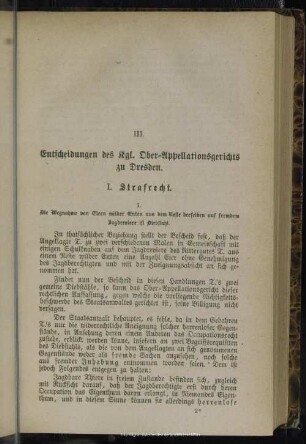 III.
Entscheidungen des Kgl. Ober-Appellationsgerichts
zu Dresden.
I. Strafrecht.
1.
Die Wegnahme von Eiern wilder Enten aus dem Neste derselben auf fremdem
Jagdreviere ist Diebstahl.
In thatsächlicher Beziehung stellt der Bescheid fest, daß der
Angeklagte T. zu zwei verschiedenen Malen in Gemeinschaft mit
einigen Schulknaben auf dem Jagdreviere des Rittergutes T. aus
einem Neste wilder Enten eine Anzahl Eier ohne Genehmigung
des Jagdberechtigten und mit der Zueignungsabsicht an sich
genommen hat.
Findet nun der Bescheid in diesen Handlungen T.'s zwei
gemeine Diebstähle, so kann das Ober-Appellationsgericht dieser
rechtlichen Auffassung, gegen welche die vorliegende Nichtigkeits-
beschwerde des Staatsanwaltes gerichtet ist, seine Billigung nicht
versagen.
Der Staatsanwalt behauptet, es fehle, da in dem Gebahren
T.'s nur die widerrechtliche Aneignung solcher herrenloser Gegen-
stände, in Beziehung deren einem Anderen das Occupationsrecht
zustehe, erblickt werden könne, insofern an zwei Begriffserfordernissen
des Diebstahls, als die von dem Angeklagten an sich genommenen
Gegenstände weder als fremde Sachen anzusehen, noch solche
aus fremder Inhabung entnommen worden seien. Dem ist
jedoch Folgendes entgegen zu halten:
Jagdbare Thiere in freiem Zustande befinden sich, zugleich
mit Rücksicht darauf, daß der Jagdberechtigte erst durch deren
Occupation das Eigenthum daran erlangt, in Niemandes Eigen-
thum, und in diesem Sinne können sie allerdings herrenlose
7*